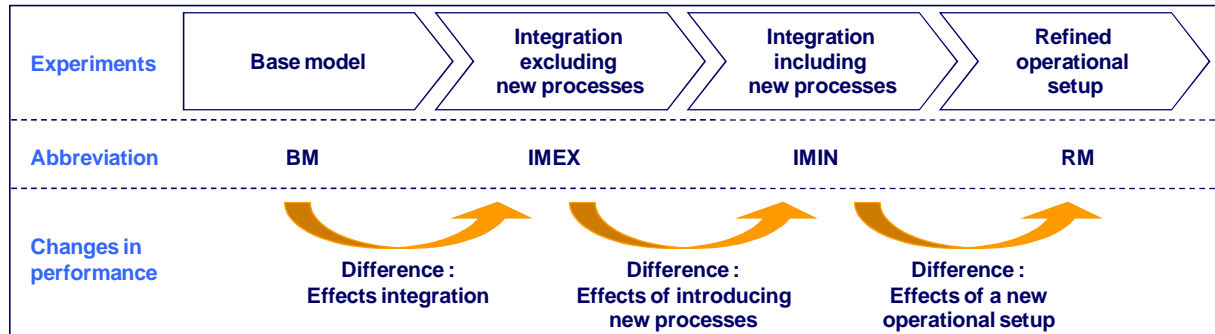 Experiments
Base model
Integration
excluding
new processes
Integration
including
new processes
Refined
operational
setup
Abbreviation
BM
IMEX
IMIN
RM
Changes in
performance
Difference :
Effects integration
Difference :
Effects of introducing
new processes
Difference :
Effects of a new
operational setup